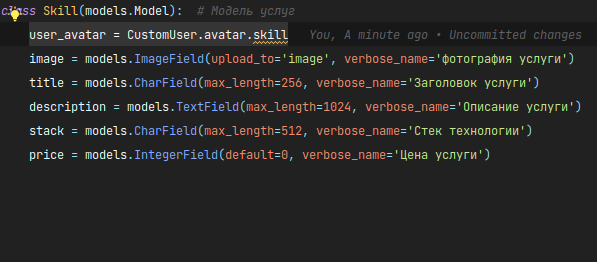 class Skill(models.Model):  # Модель услуг
    user_avatar = CustomUser.avatar.skill    You, A minute ago • Uncommitted changes
    image = models.ImageField(upload_to='image', verbose_name='фотография услуги')
    title = models.CharField(max_length=256, verbose_name='Заголовок услуги')
    description = models.TextField(max_length=1024, verbose_name='Описание услуги')
    stack = models.CharField(max_length=512, verbose_name='Стек технологии')
    price = models.IntegerField(default=0, verbose_name='Цена услуги')